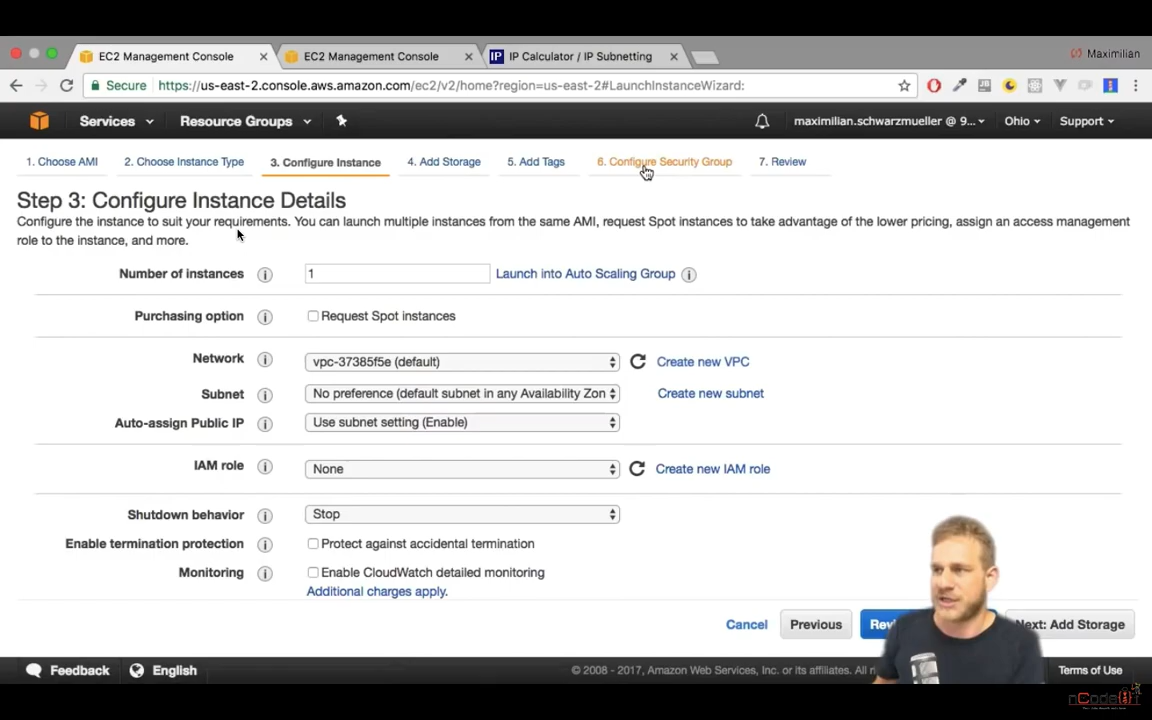 EC2 Management Console
EC2 Management Console
IP
IP Calculator / IP Subnetting
Maximilian
Secure
https://us-east-2.console.aws.amazon.com/ec2/v2/home?region=us-east-2#LaunchInstanceWizard:
Services
Resource Groups
maximilian.schwarzmueller @ 9...
Ohio
Support
1. Choose AMI
2. Choose Instance Type
3. Configure Instance
4. Add Storage
5. Add Tags
6. Configure Security Group
7. Review
Step 3: Configure Instance Details
Configure the instance to suit your requirements. You can launch multiple instances from the same AMI, request Spot instances to take advantage of the lower pricing, assign an access management
role to the instance, and more.
Number of instances
1
Launch into Auto Scaling Group
Purchasing option
Request Spot instances
Network
vpc-37385f5e (default)
Create new VPC
Subnet
No preference (default subnet in any Availability Zon
Create new subnet
Auto-assign Public IP
Use subnet setting (Enable)
IAM role
None
Create new IAM role
Shutdown behavior
Stop
Enable termination protection
Protect against accidental termination
Monitoring
Enable CloudWatch detailed monitoring
Additional charges apply.
Cancel
Previous
Next: Add Storage
Feedback
English
© 2008 - 2017, Amazon Web Services, Inc. or its affiliates. All
Terms of Use